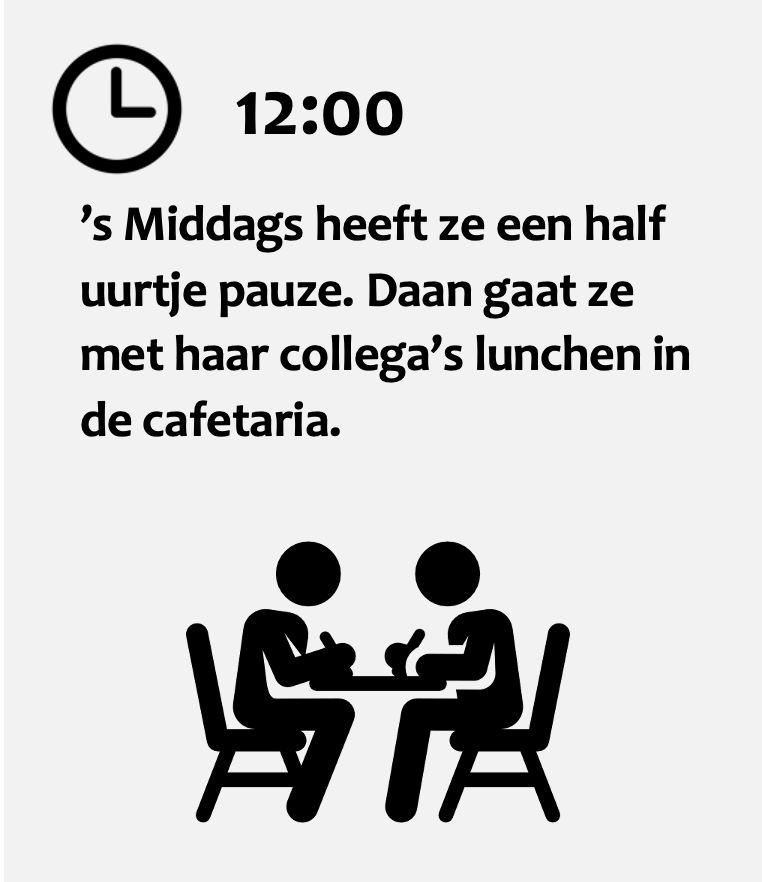 12:00
’s Middags heeft ze een half
uurtje pauze. Daan gaat ze
met haar collega’s lunchen in
de cafetaria.